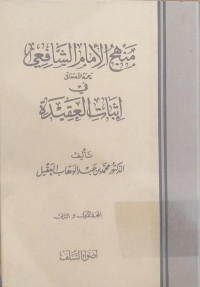 منهج الإمام الشافعي
رحمه الله تعالى
في
إثبات العقيدة
تأليف
الدكتور محمد بن عبد الوهاب العقيل
أضواء السلف